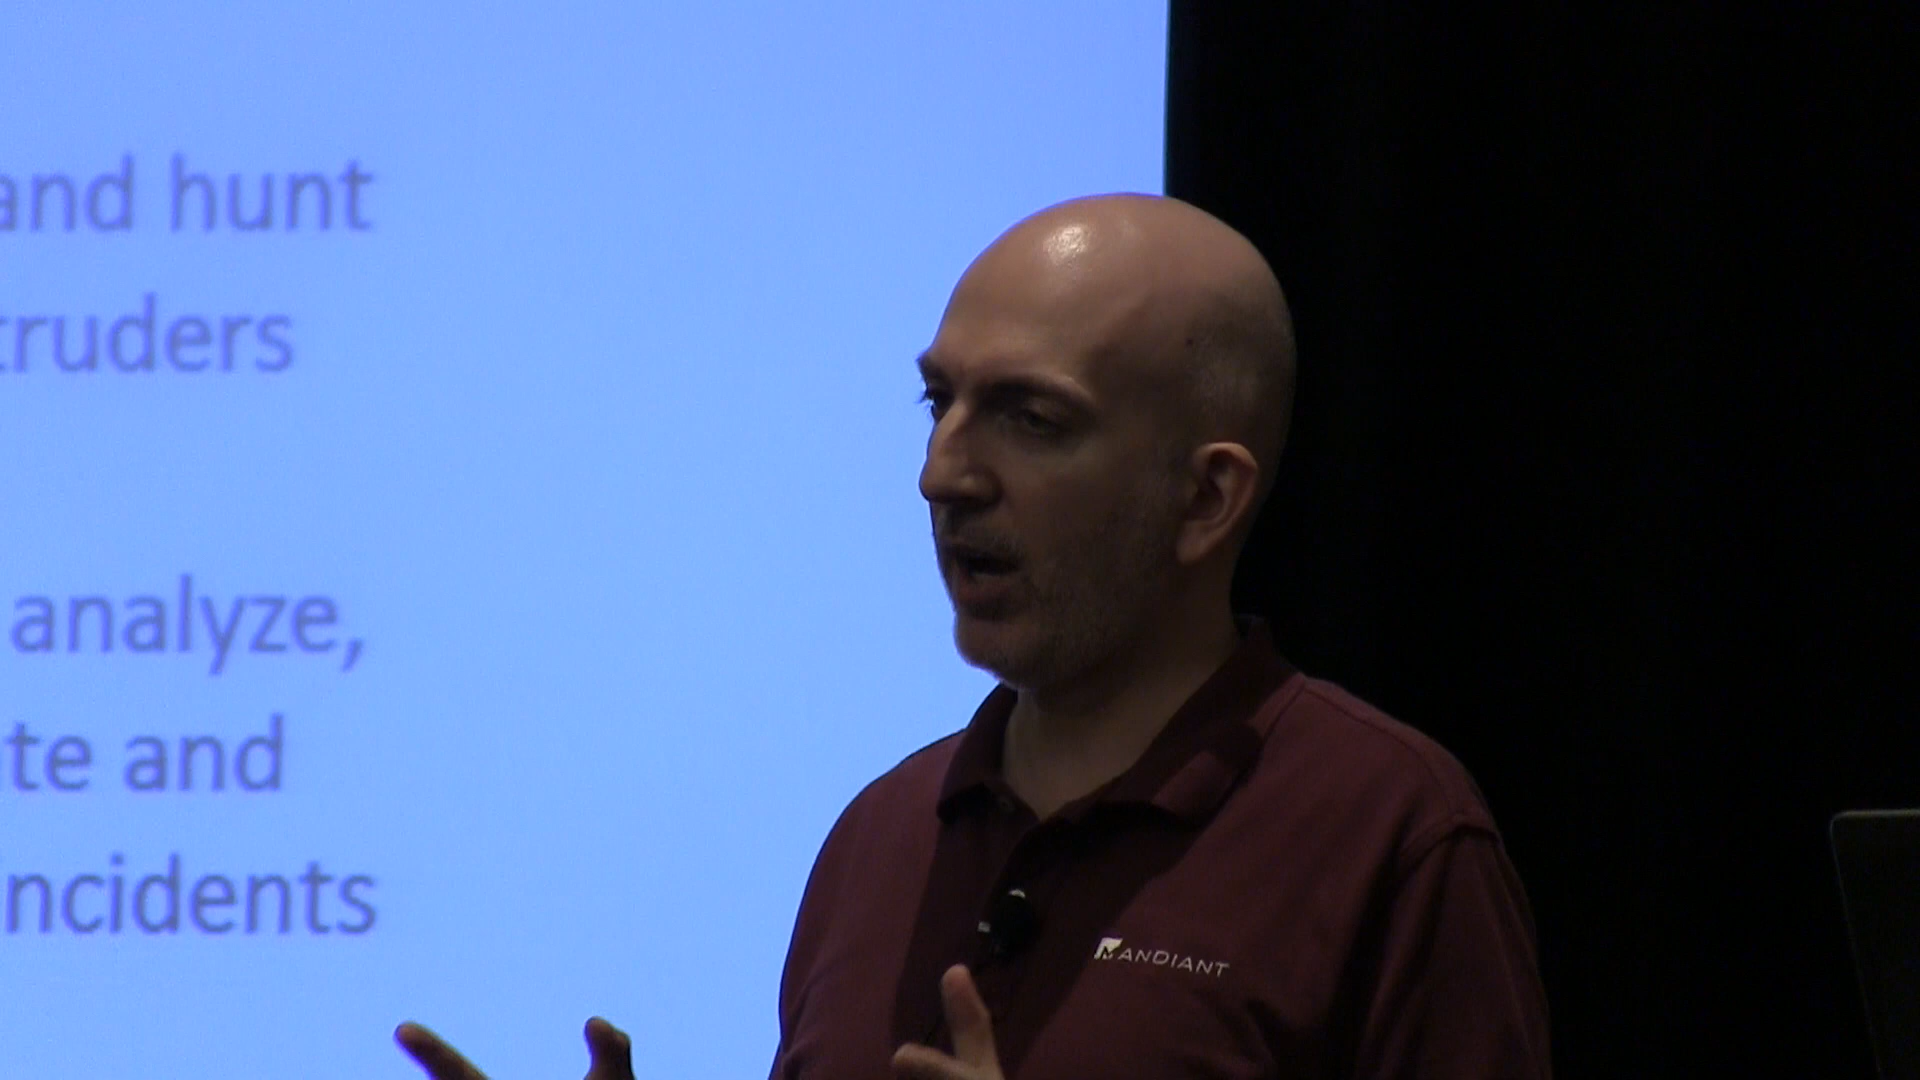 and hunt
truders
analyze,
te and
ncidents
MANDIANT